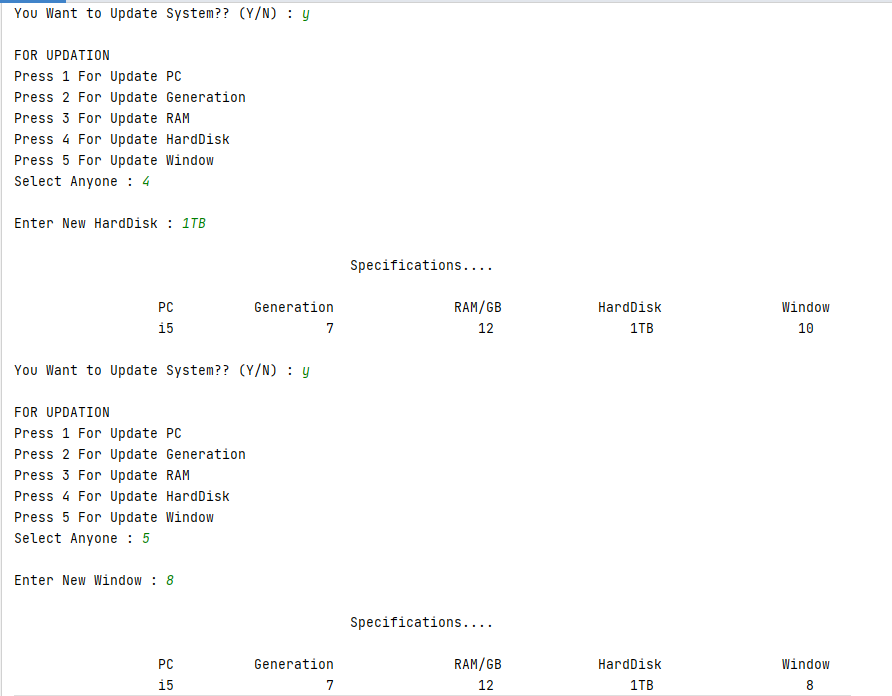 You Want to Update System?? (Y/N) : y
FOR UPDATION
Press 1 For Update PC
Press 2 For Update Generation
Press 3 For Update RAM
Press 4 For Update HardDisk
Press 5 For Update Window
Select Anyone : 4
Enter New HardDisk : 1TB
Specifications....
PC Generation RAM/GB HardDisk Window
i5 7 12 1TB 10
You Want to Update System?? (Y/N) : y
FOR UPDATION
Press 1 For Update PC
Press 2 For Update Generation
Press 3 For Update RAM
Press 4 For Update HardDisk
Press 5 For Update Window
Select Anyone : 5
Enter New Window : 8
Specifications....
PC Generation RAM/GB HardDisk Window
i5 7 12 1TB 8